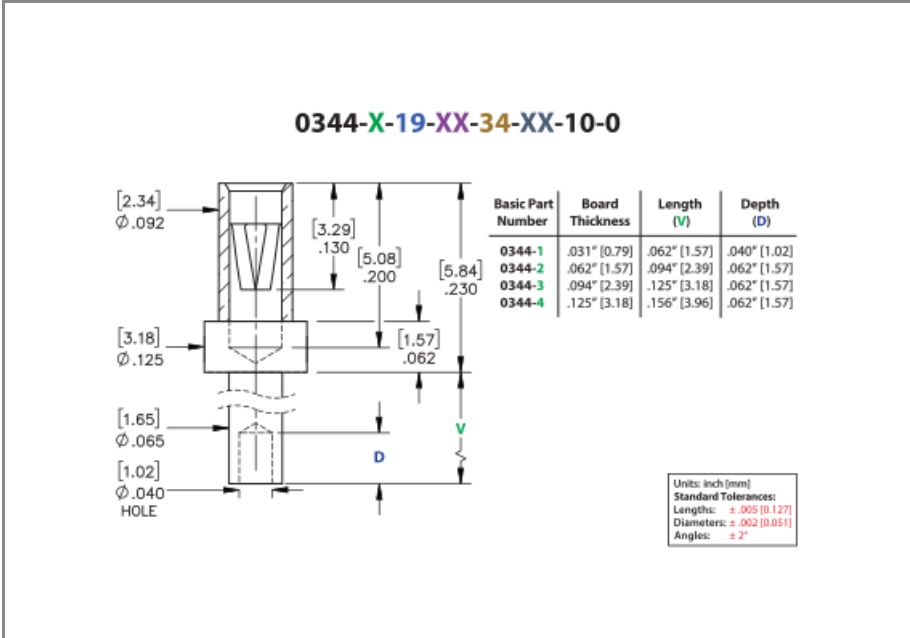 0344-X-19-XX-34-XX-10-0
[2.34]
Ø.092
[3.29]
.130
[5.08]
.200
[5.84]
.230
[3.18]
Ø.125
[1.57]
.062
[1.65]
Ø.065
V
D
[1.02]
Ø.040
HOLE
Basic Part Number Board Thickness Length (V) Depth (D)
0344-1 .031" [0.79] .062" [1.57] .040" [1.02]
0344-2 .062" [1.57] .094" [2.39] .062" [1.57]
0344-3 .094" [2.39] .125" [3.18] .062" [1.57]
0344-4 .125" [3.18] .156" [3.96] .062" [1.57]
Units: inch [mm]
Standard Tolerances:
Lengths: ± .005 [0.127]
Diameters: ± .002 [0.051]
Angles: ± 2°